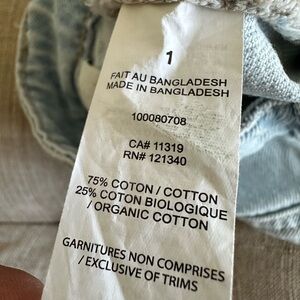 1
FAIT AU BANGLADESH
MADE IN BANGLADESH
100080708
CA# 11319
RN# 121340
75% COTON / COTTON
25% COTON BIOLOGIQUE
/ ORGANIC COTTON
GARNITURES NON COMPRISES
/ EXCLUSIVE OF TRIMS